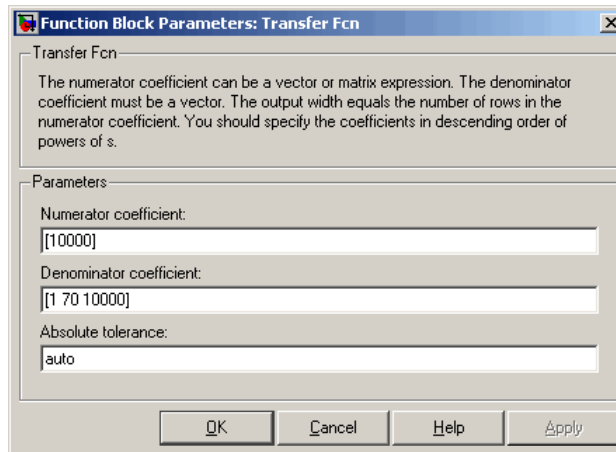 Function Block Parameters: Transfer Fcn
Transfer Fcn
The numerator coefficient can be a vector or matrix expression. The denominator
coefficient must be a vector. The output width equals the number of rows in the
numerator coefficient. You should specify the coefficients in descending order of
powers of s.
Parameters
Numerator coefficient:
[10000]
Denominator coefficient:
[1 70 10000]
Absolute tolerance:
auto
OK Cancel Help Apply